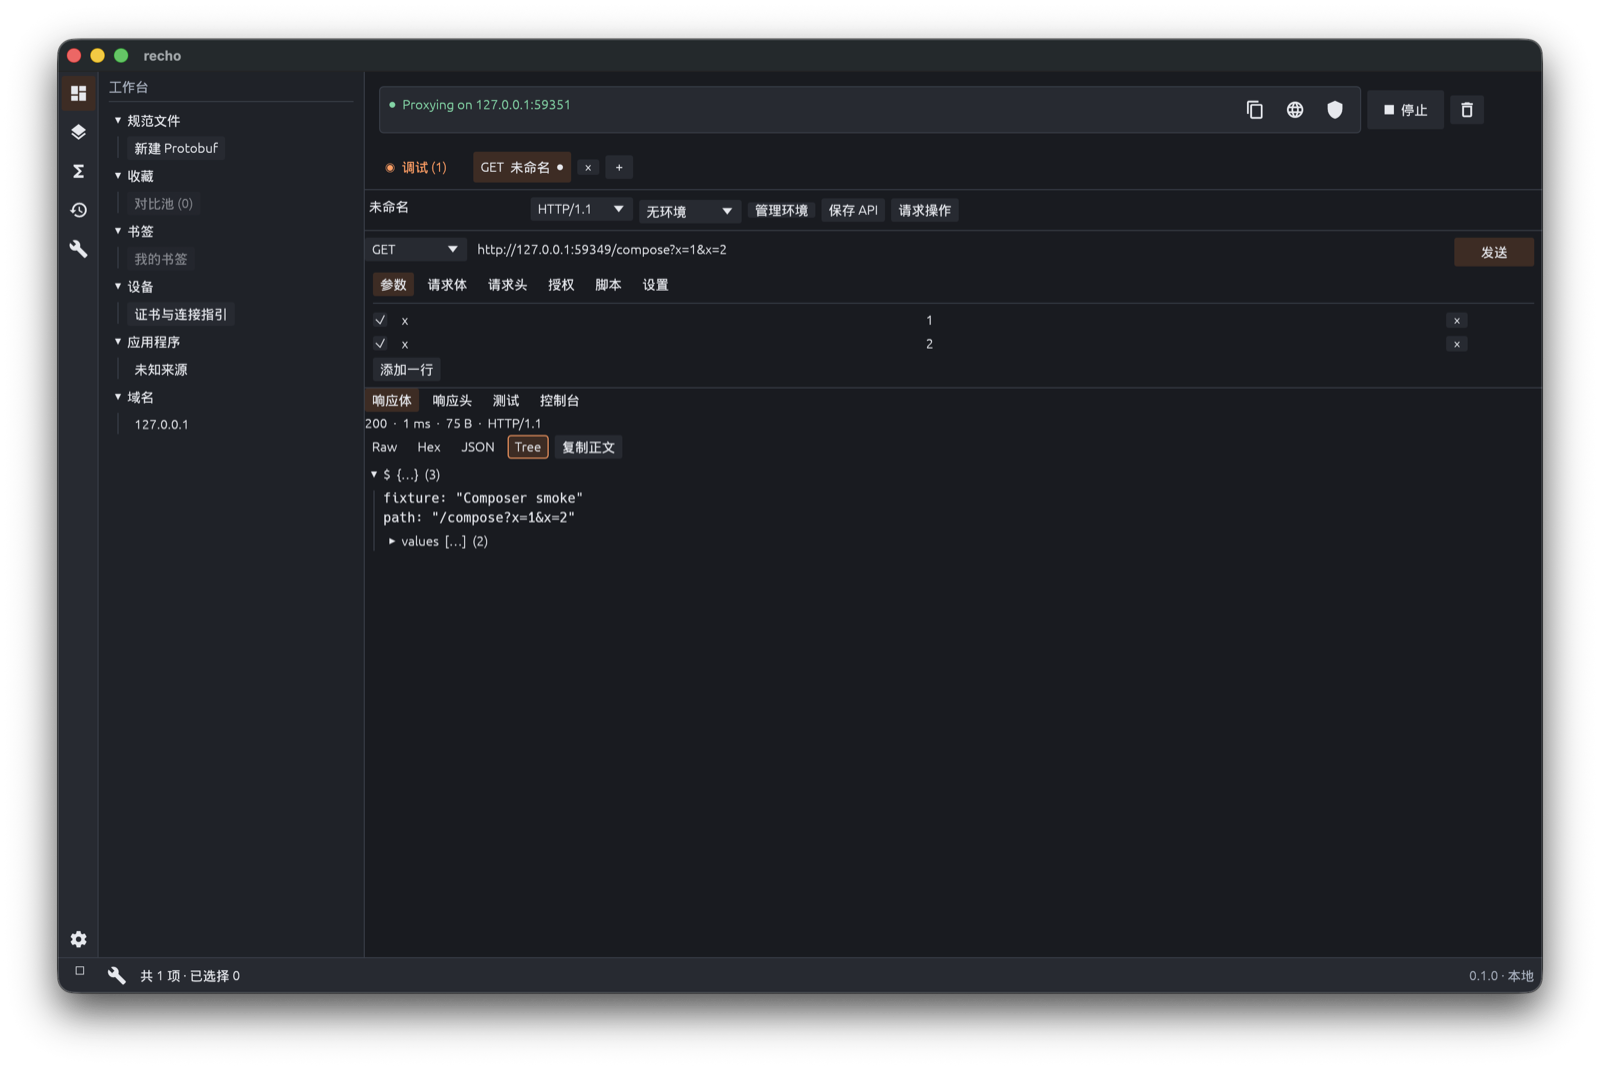 recho
工作台
规范文件
新建 Protobuf
收藏
对比池 (0)
书签
我的书签
设备
证书与连接指引
应用程序
未知来源
域名
127.0.0.1
Proxying on 127.0.0.1:59351
停止
调试 (1)
GET 未命名 ● × +
未命名 HTTP/1.1 无环境 管理环境 保存 API 请求操作
GET http://127.0.0.1:59349/compose?x=1&x=2 发送
参数 请求体 请求头 授权 脚本 设置
x 1 ×
x 2 ×
添加一行
响应体 响应头 测试 控制台
200 · 1 ms · 75 B · HTTP/1.1
Raw Hex JSON Tree 复制正文
$ {...} (3)
fixture: "Composer smoke"
path: "/compose?x=1&x=2"
values [...] (2)
共 1 项 · 已选择 0
0.1.0 · 本地